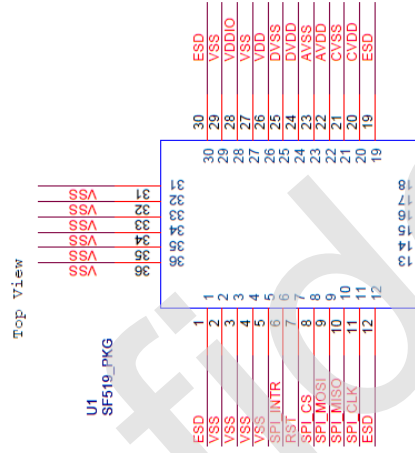 Top View
U1
SF519_PKG
ESD 1 1
VSS 2 2
VSS 3 3
VSS 4 4
VSS 5 5
SPI_INTR 6 6
RST 7 7
SPI_CS 8 8
SPI_MOSI 9 9
SPI_MISO 10 10
SPI_CLK 11 11
ESD 12 12
VSS 36 36
VSS 35 35
VSS 34 34
VSS 33 33
VSS 32 32
VSS 31 31
30 30 ESD
29 29 VSS
28 28 VDDIO
27 27 VSS
26 26 VDD
25 25 DVSS
24 24 DVDD
23 23 AVSS
22 22 AVDD
21 21 CVSS
20 20 CVDD
19 19 ESD
13
14
15
16
17
18
fid